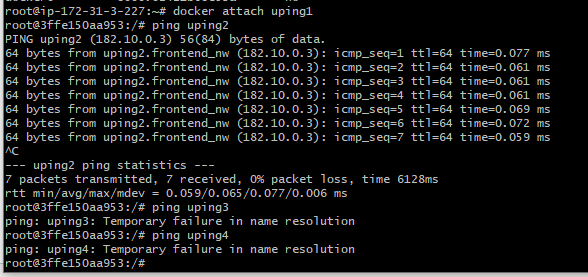 root@ip-172-31-3-227:~# docker attach uping1
root@3ffe150aa953:/# ping uping2
PING uping2 (182.10.0.3) 56(84) bytes of data.
64 bytes from uping2.frontend_nw (182.10.0.3): icmp_seq=1 ttl=64 time=0.077 ms
64 bytes from uping2.frontend_nw (182.10.0.3): icmp_seq=2 ttl=64 time=0.061 ms
64 bytes from uping2.frontend_nw (182.10.0.3): icmp_seq=3 ttl=64 time=0.061 ms
64 bytes from uping2.frontend_nw (182.10.0.3): icmp_seq=4 ttl=64 time=0.061 ms
64 bytes from uping2.frontend_nw (182.10.0.3): icmp_seq=5 ttl=64 time=0.069 ms
64 bytes from uping2.frontend_nw (182.10.0.3): icmp_seq=6 ttl=64 time=0.072 ms
64 bytes from uping2.frontend_nw (182.10.0.3): icmp_seq=7 ttl=64 time=0.059 ms
^C
--- uping2 ping statistics ---
7 packets transmitted, 7 received, 0% packet loss, time 6128ms
rtt min/avg/max/mdev = 0.059/0.065/0.077/0.006 ms
root@3ffe150aa953:/# ping uping3
ping: uping3: Temporary failure in name resolution
root@3ffe150aa953:/# ping uping4
ping: uping4: Temporary failure in name resolution
root@3ffe150aa953:/#